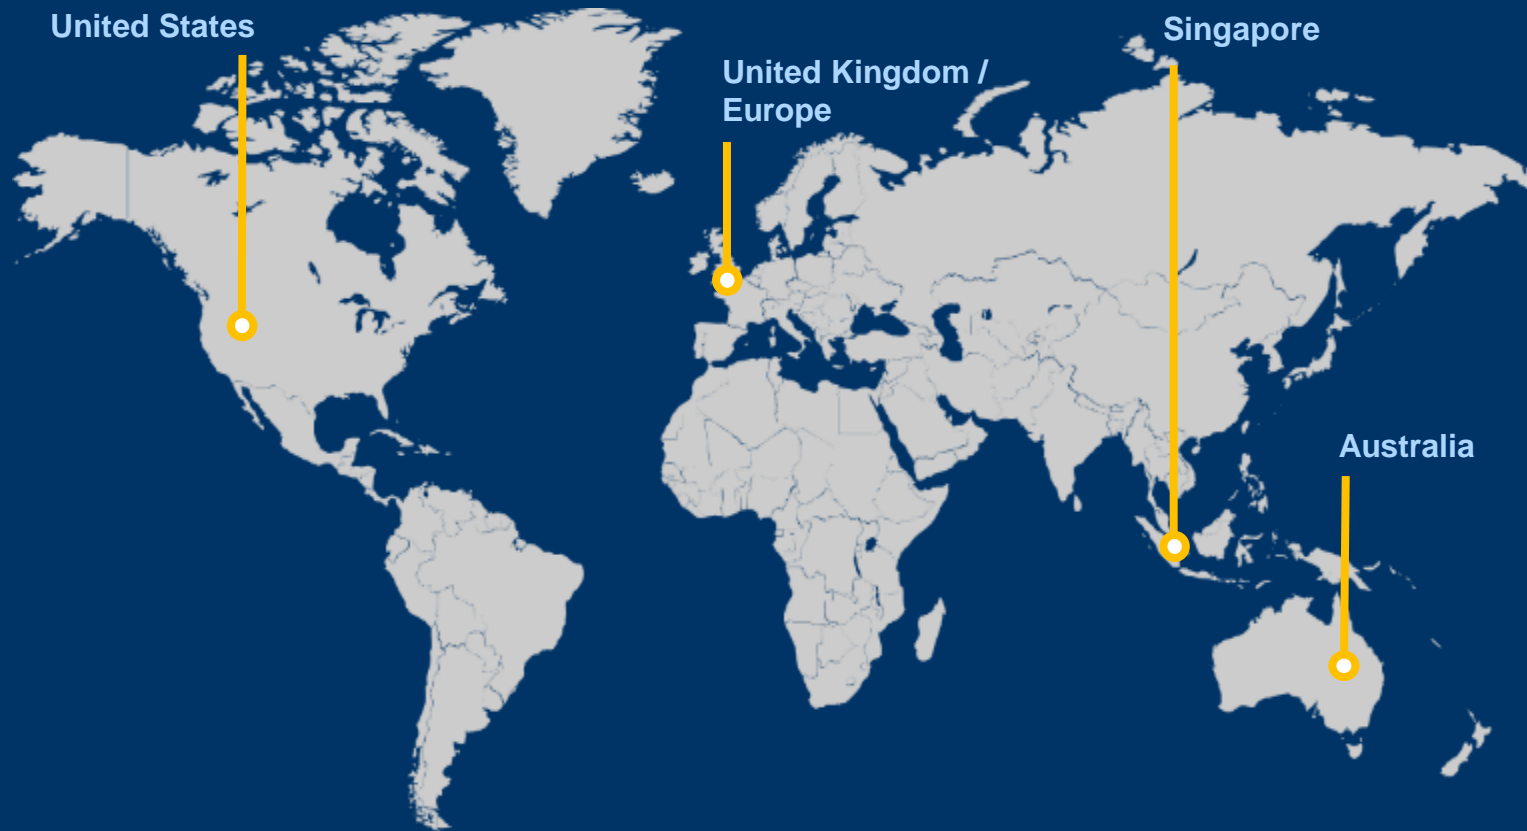 United States
Singapore
United Kingdom /
Europe
Australia